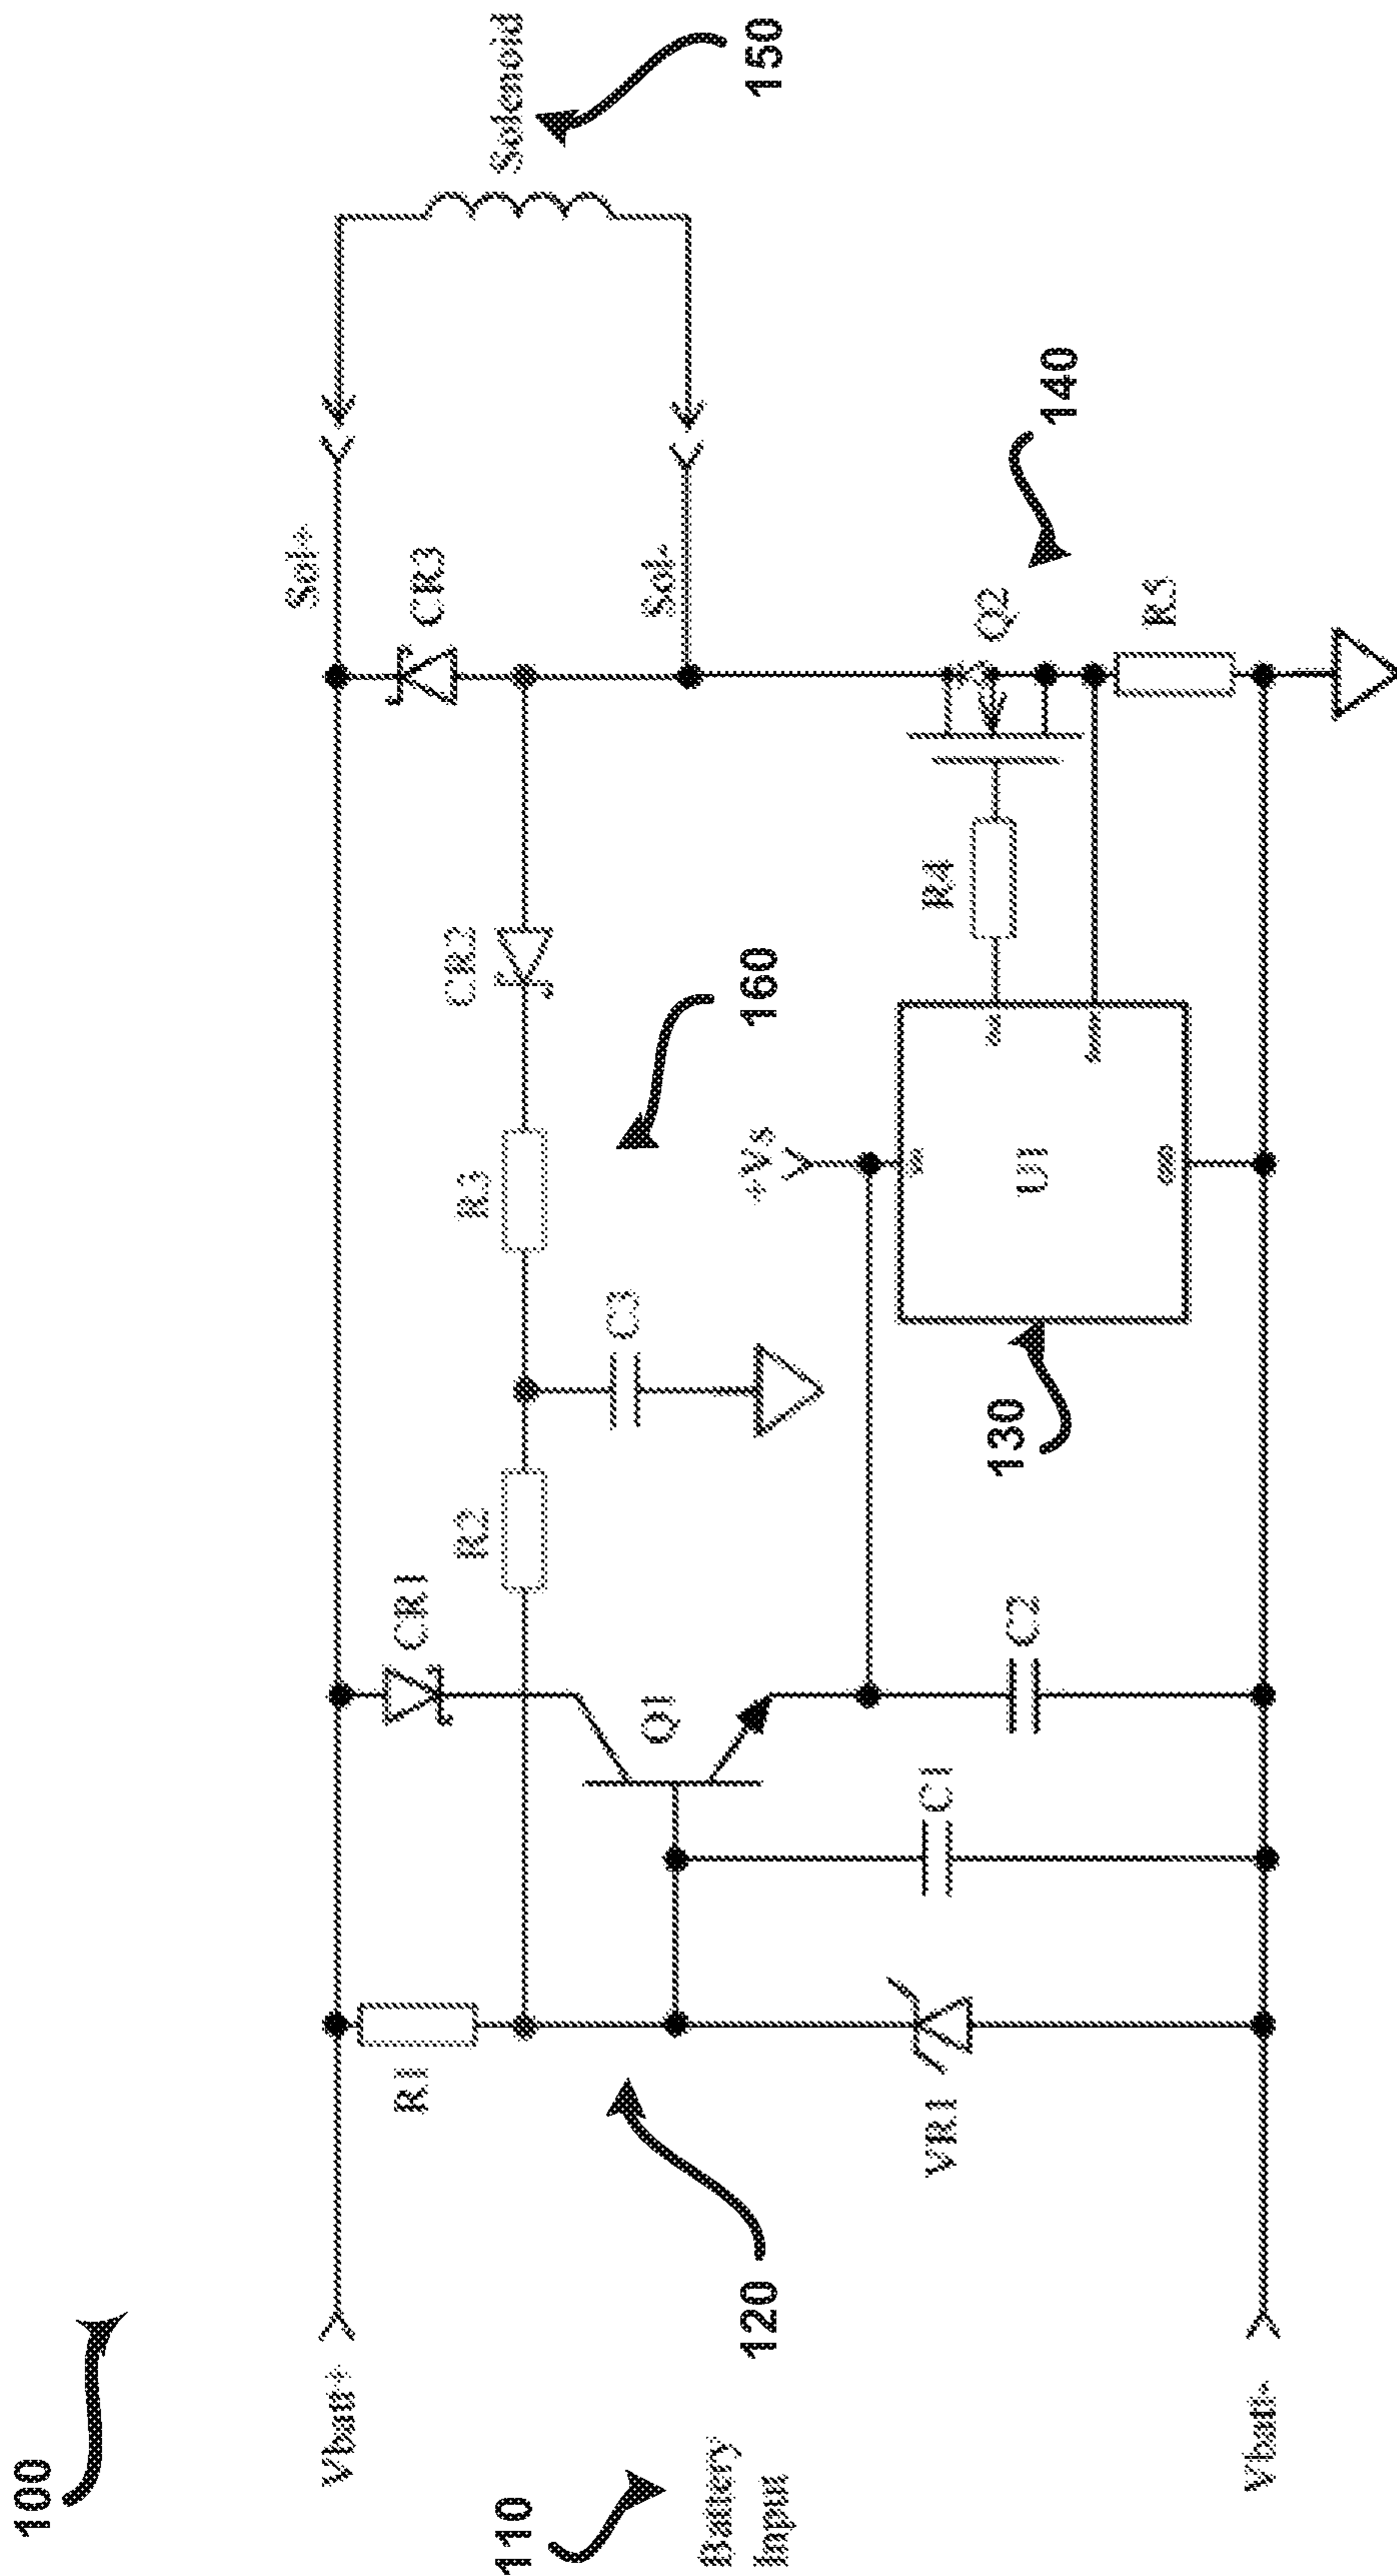 100
110
Battery
Input
Vbatt+
Vbatt-
120
R1
VR1
C1
Q1
CR1
C2
R2
C3
R3
160
CR2
130
U1
+Vs
R4
Q2
140
R5
CR3
Sol+
Sol-
Solenoid
150